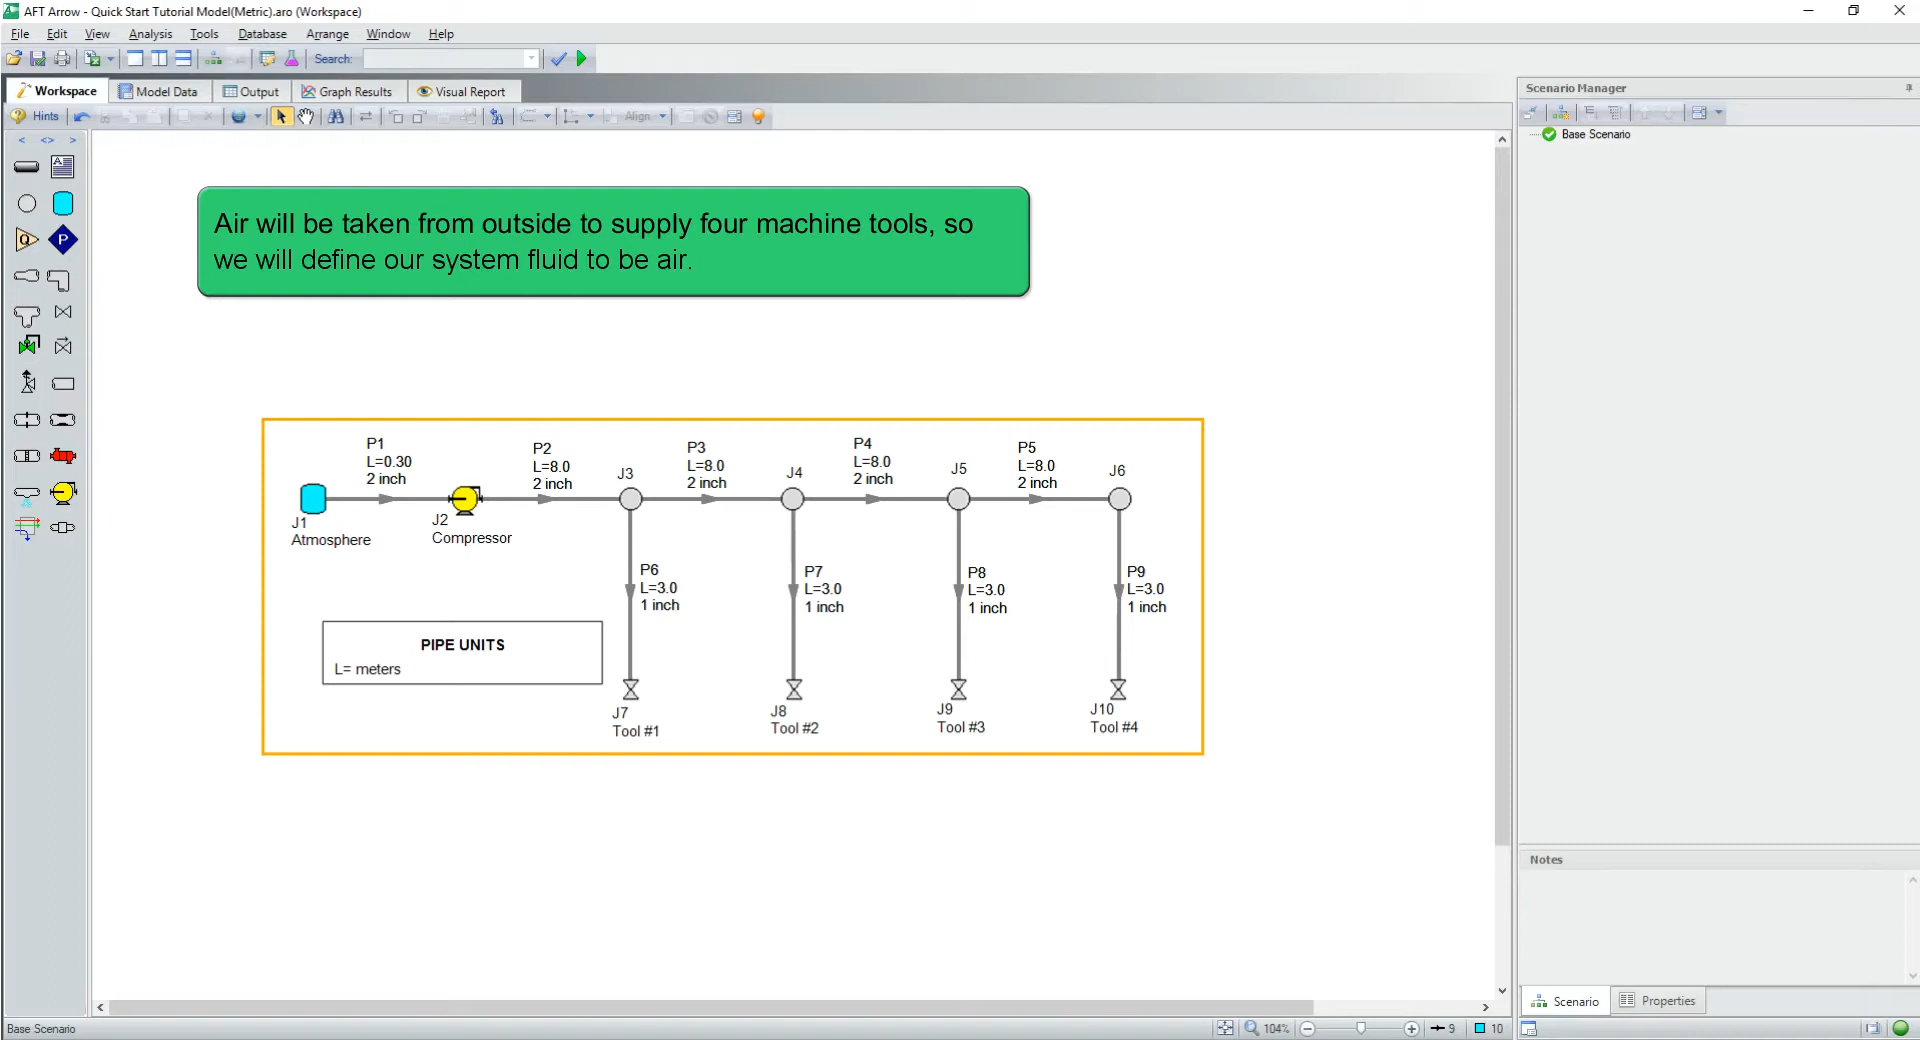 AFT Arrow - Quick Start Tutorial Model(Metric).aro (Workspace)
File Edit View Analysis Tools Database Arrange Window Help
Search:
Workspace Model Data Output Graph Results Visual Report
Hints Align
Scenario Manager
Base Scenario
< <> >
A
Q P
Air will be taken from outside to supply four machine tools, so
we will define our system fluid to be air.
P1
L=0.30
2 inch
P2
L=8.0
2 inch
P3
L=8.0
2 inch
P4
L=8.0
2 inch
P5
L=8.0
2 inch
J1
Atmosphere
J2
Compressor
J3
J4
J5
J6
P6
L=3.0
1 inch
P7
L=3.0
1 inch
P8
L=3.0
1 inch
P9
L=3.0
1 inch
PIPE UNITS
L= meters
J7
Tool #1
J8
Tool #2
J9
Tool #3
J10
Tool #4
Notes
Scenario Properties
Base Scenario
104% 9 10